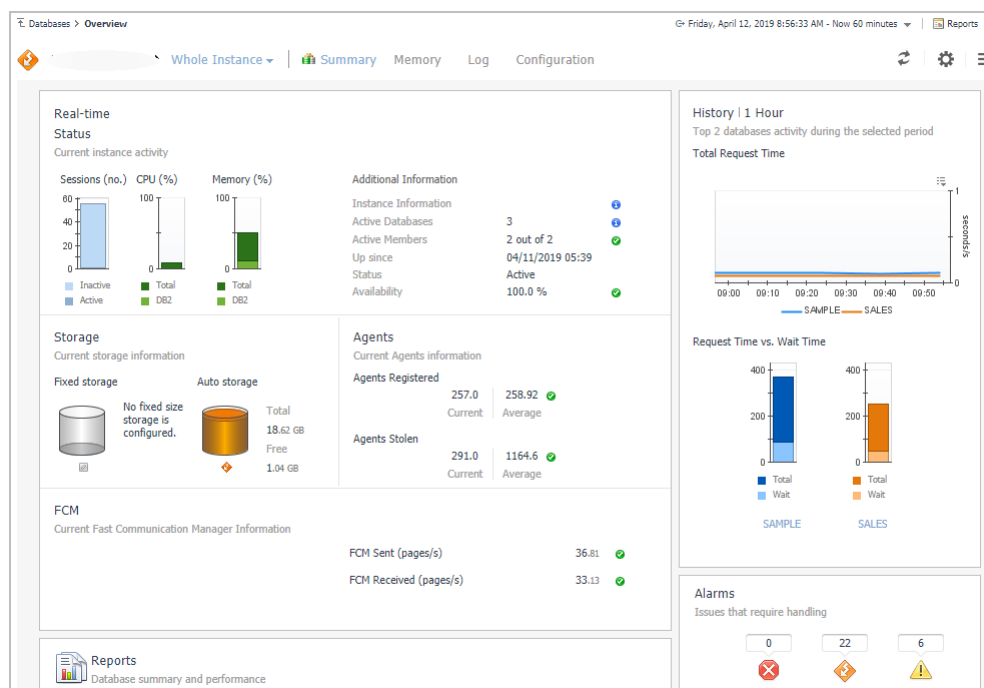 Databases > Overview
Friday, April 12, 2019 8:56:33 AM - Now 60 minutes
Reports
Whole Instance
Summary
Memory
Log
Configuration
Real-time
Status
Current instance activity
Sessions (no.)
CPU (%)
Memory (%)
60
40
20
0
100
0
100
0
Inactive
Active
Total
DB2
Total
DB2
Additional Information
Instance Information
Active Databases 3
Active Members 2 out of 2
Up since 04/11/2019 05:39
Status Active
Availability 100.0 %
Storage
Current storage information
Fixed storage
No fixed size
storage is
configured.
Auto storage
Total
18.62 GB
Free
1.04 GB
Agents
Current Agents information
Agents Registered
257.0 258.92
Current Average
Agents Stolen
291.0 1164.6
Current Average
FCM
Current Fast Communication Manager Information
FCM Sent (pages/s) 36.81
FCM Received (pages/s) 33.13
Reports
Database summary and performance
History | 1 Hour
Top 2 databases activity during the selected period
Total Request Time
1
seconds/s
0
09:00 09:10 09:20 09:30 09:40 09:50
SAMPLE SALES
Request Time vs. Wait Time
400
200
0
400
200
0
Total
Wait
Total
Wait
SAMPLE
SALES
Alarms
Issues that require handling
0 22 6